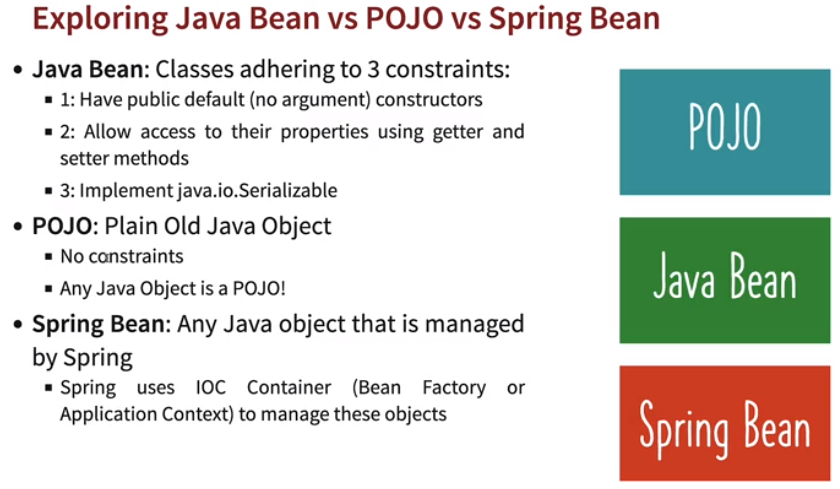 Exploring Java Bean vs POJO vs Spring Bean
• Java Bean: Classes adhering to 3 constraints:
▪ 1: Have public default (no argument) constructors
▪ 2: Allow access to their properties using getter and
setter methods
▪ 3: Implement java.io.Serializable
• POJO: Plain Old Java Object
▪ No constraints
▪ Any Java Object is a POJO!
• Spring Bean: Any Java object that is managed
by Spring
▪ Spring uses IOC Container (Bean Factory or
Application Context) to manage these objects
POJO
Java Bean
Spring Bean